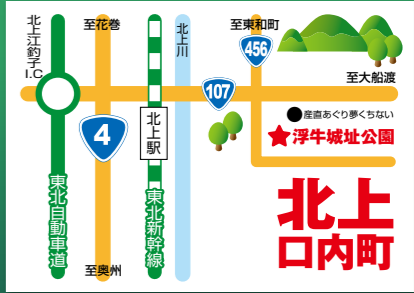 北上江釣子I.C
至花巻
北上川
至東和町
456
至大船渡
107
4
北上駅
産直あぐり夢くちない
浮牛城址公園
東北自動車道
東北新幹線
至奥州
北上
口内町